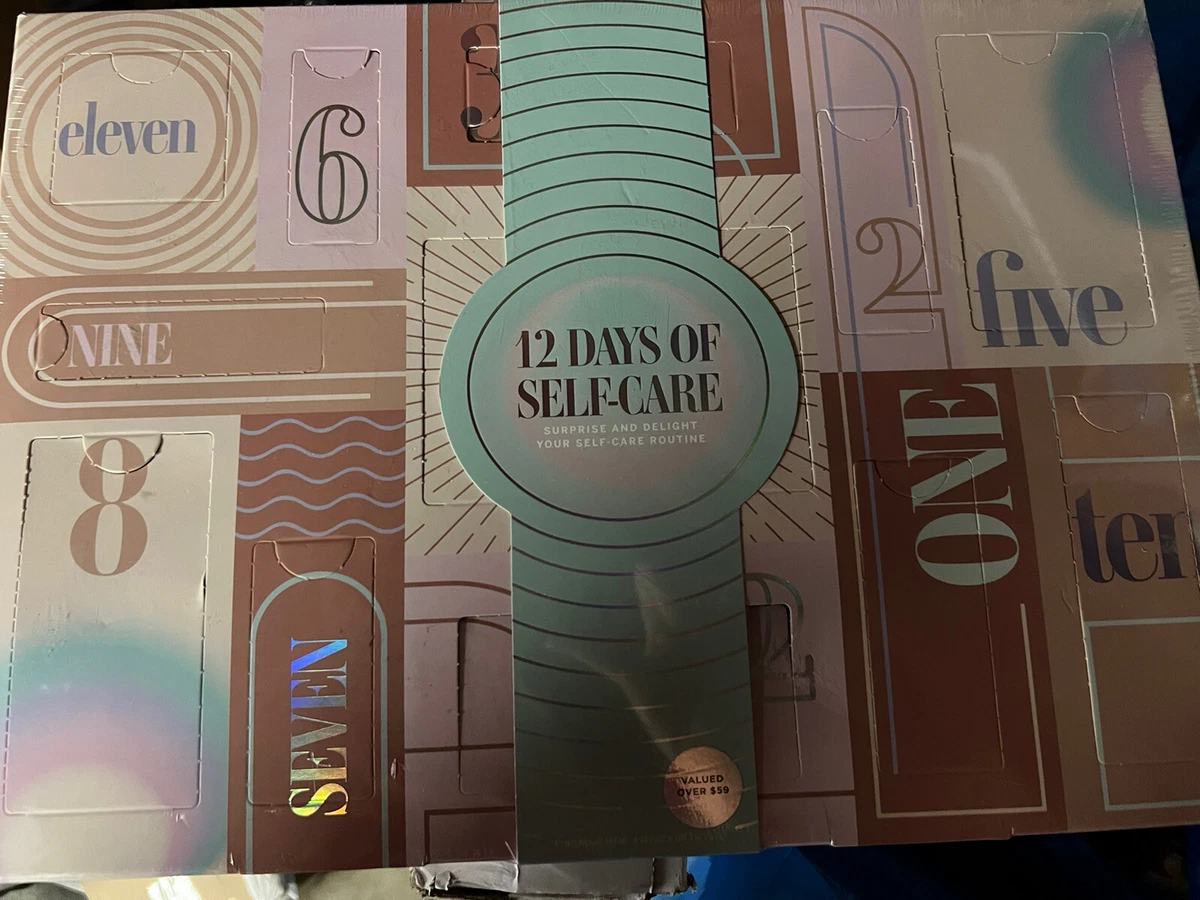 eleven
6
3
2
five
NINE
12 DAYS OF
SELF-CARE
SURPRISE AND DELIGHT
YOUR SELF-CARE ROUTINE
8
ONE
ten
SEVEN
VALUED
OVER $59